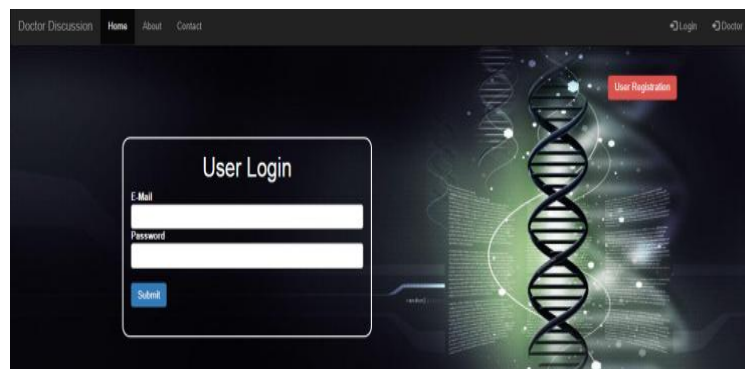 Doctor Discussion Home About Contact Login Doctor
User Registration
User Login
E-Mail
Password
Submit